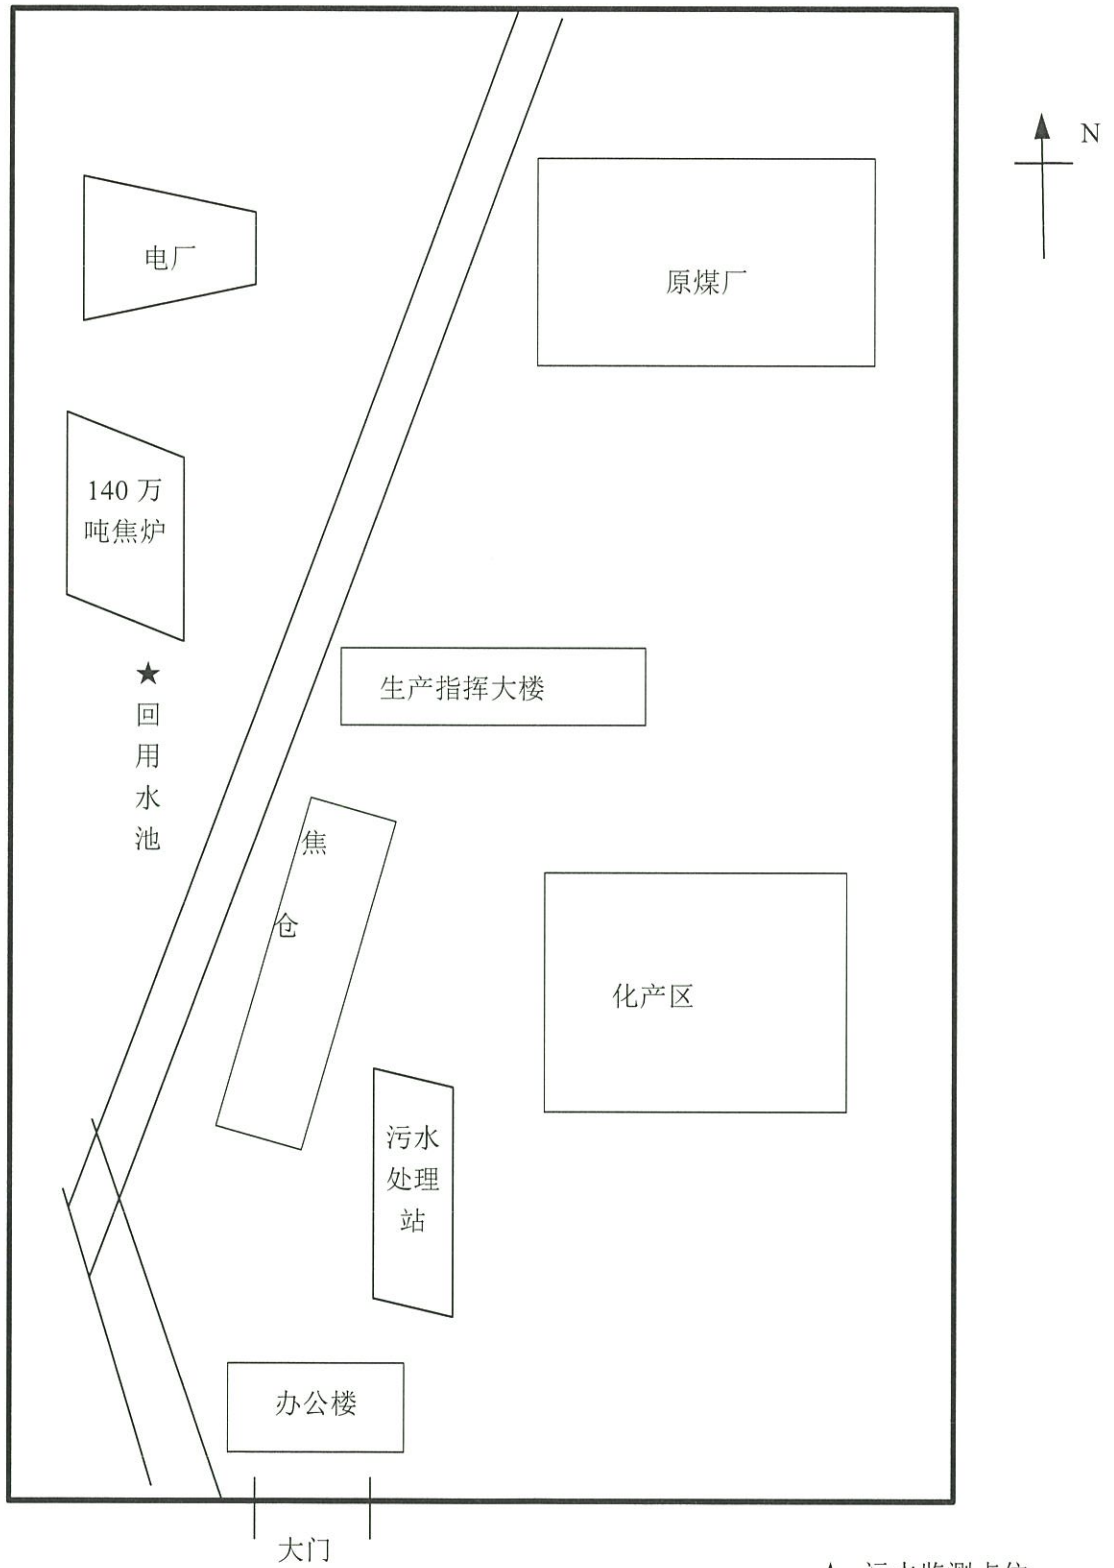 N
电厂
原煤厂
140 万
吨焦炉
生产指挥大楼
★
回
用
水
池
焦
仓
化产区
污水
处理
站
办公楼
大门